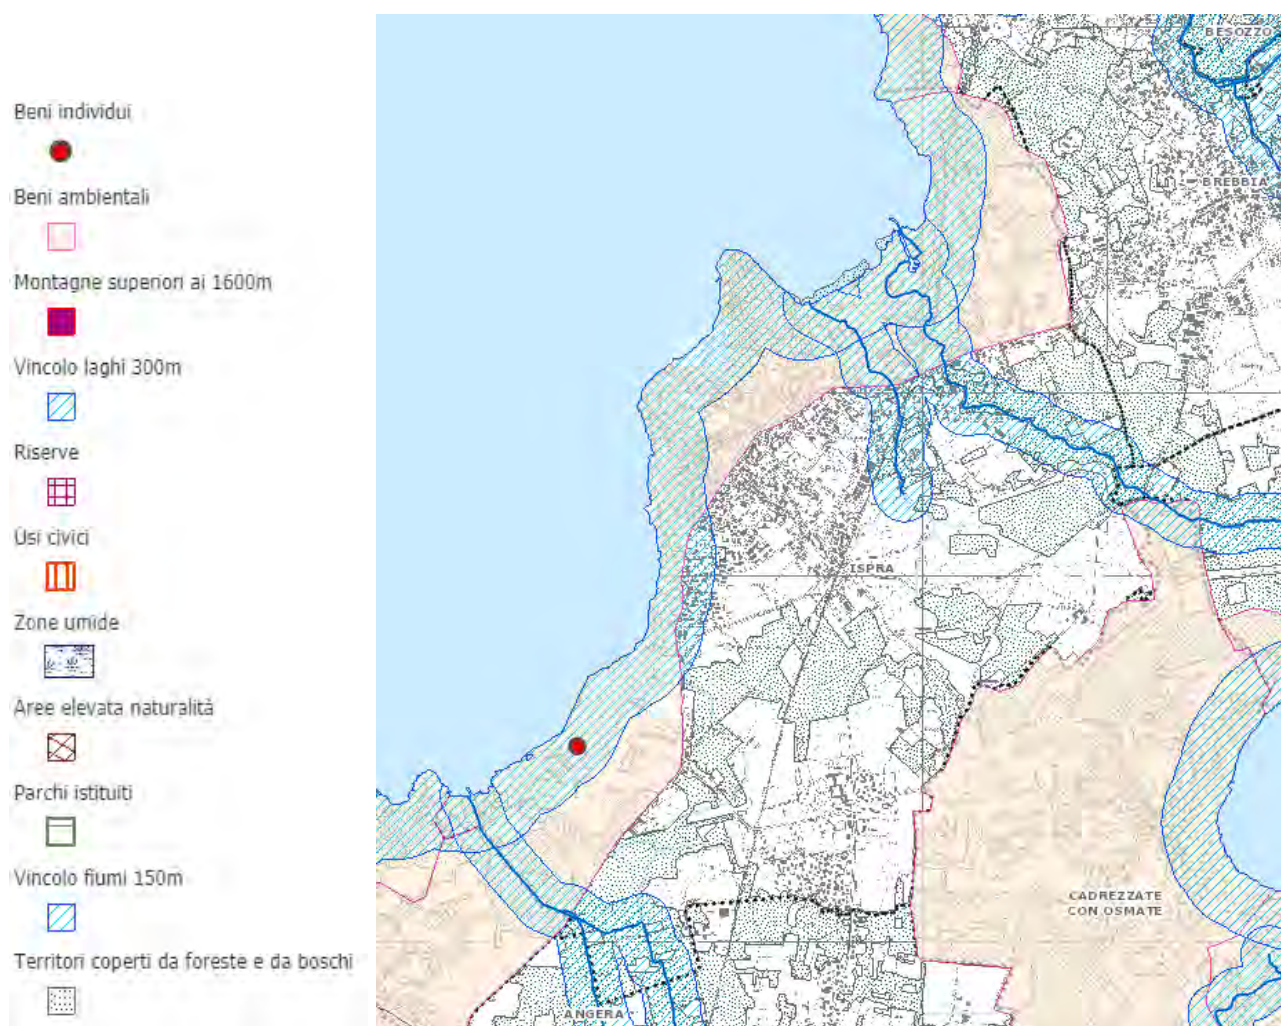 Beni individui
Beni ambientali
Montagne superiori ai 1600m
Vincolo laghi 300m
Riserve
Usi civici
Zone umide
Aree elevata naturalità
Parchi istituiti
Vincolo fiumi 150m
Territori coperti da foreste e da boschi
BESOZZO
BREBBIA
ISPRA
CADREZZATE
CON OSMATE
ANGERA